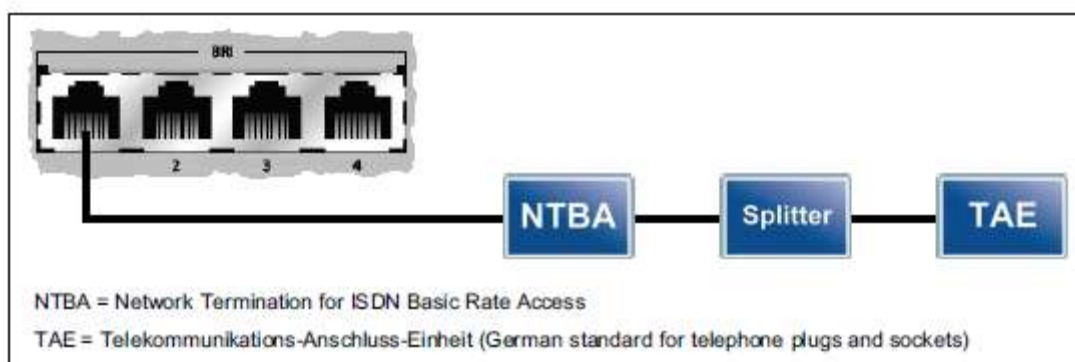 BRI
2 3 4
NTBA Splitter TAE
NTBA = Network Termination for ISDN Basic Rate Access
TAE = Telekommunikations-Anschluss-Einheit (German standard for telephone plugs and sockets)